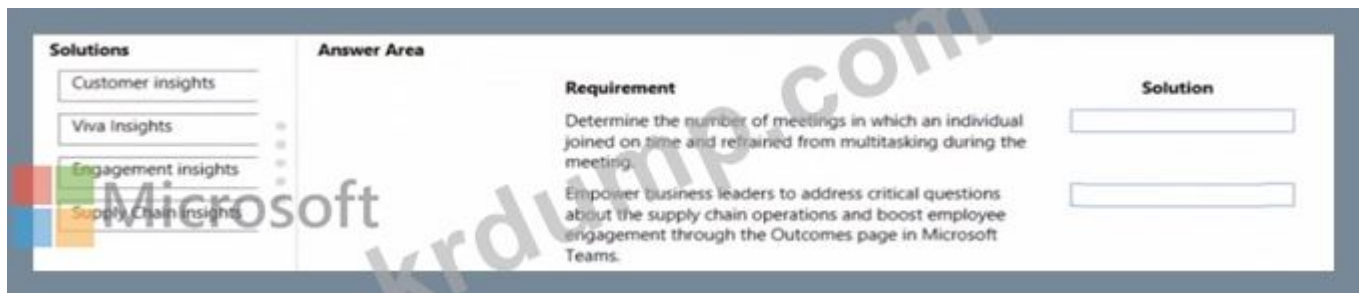 Solutions
Customer insights
Viva Insights
Engagement insights
Supply Chain insights
Answer Area
Requirement
Solution
Determine the number of meetings in which an individual
joined on time and refrained from multitasking during the
meeting.
Empower business leaders to address critical questions
about the supply chain operations and boost employee
engagement through the Outcomes page in Microsoft
Teams.
Microsoft
krdump.com